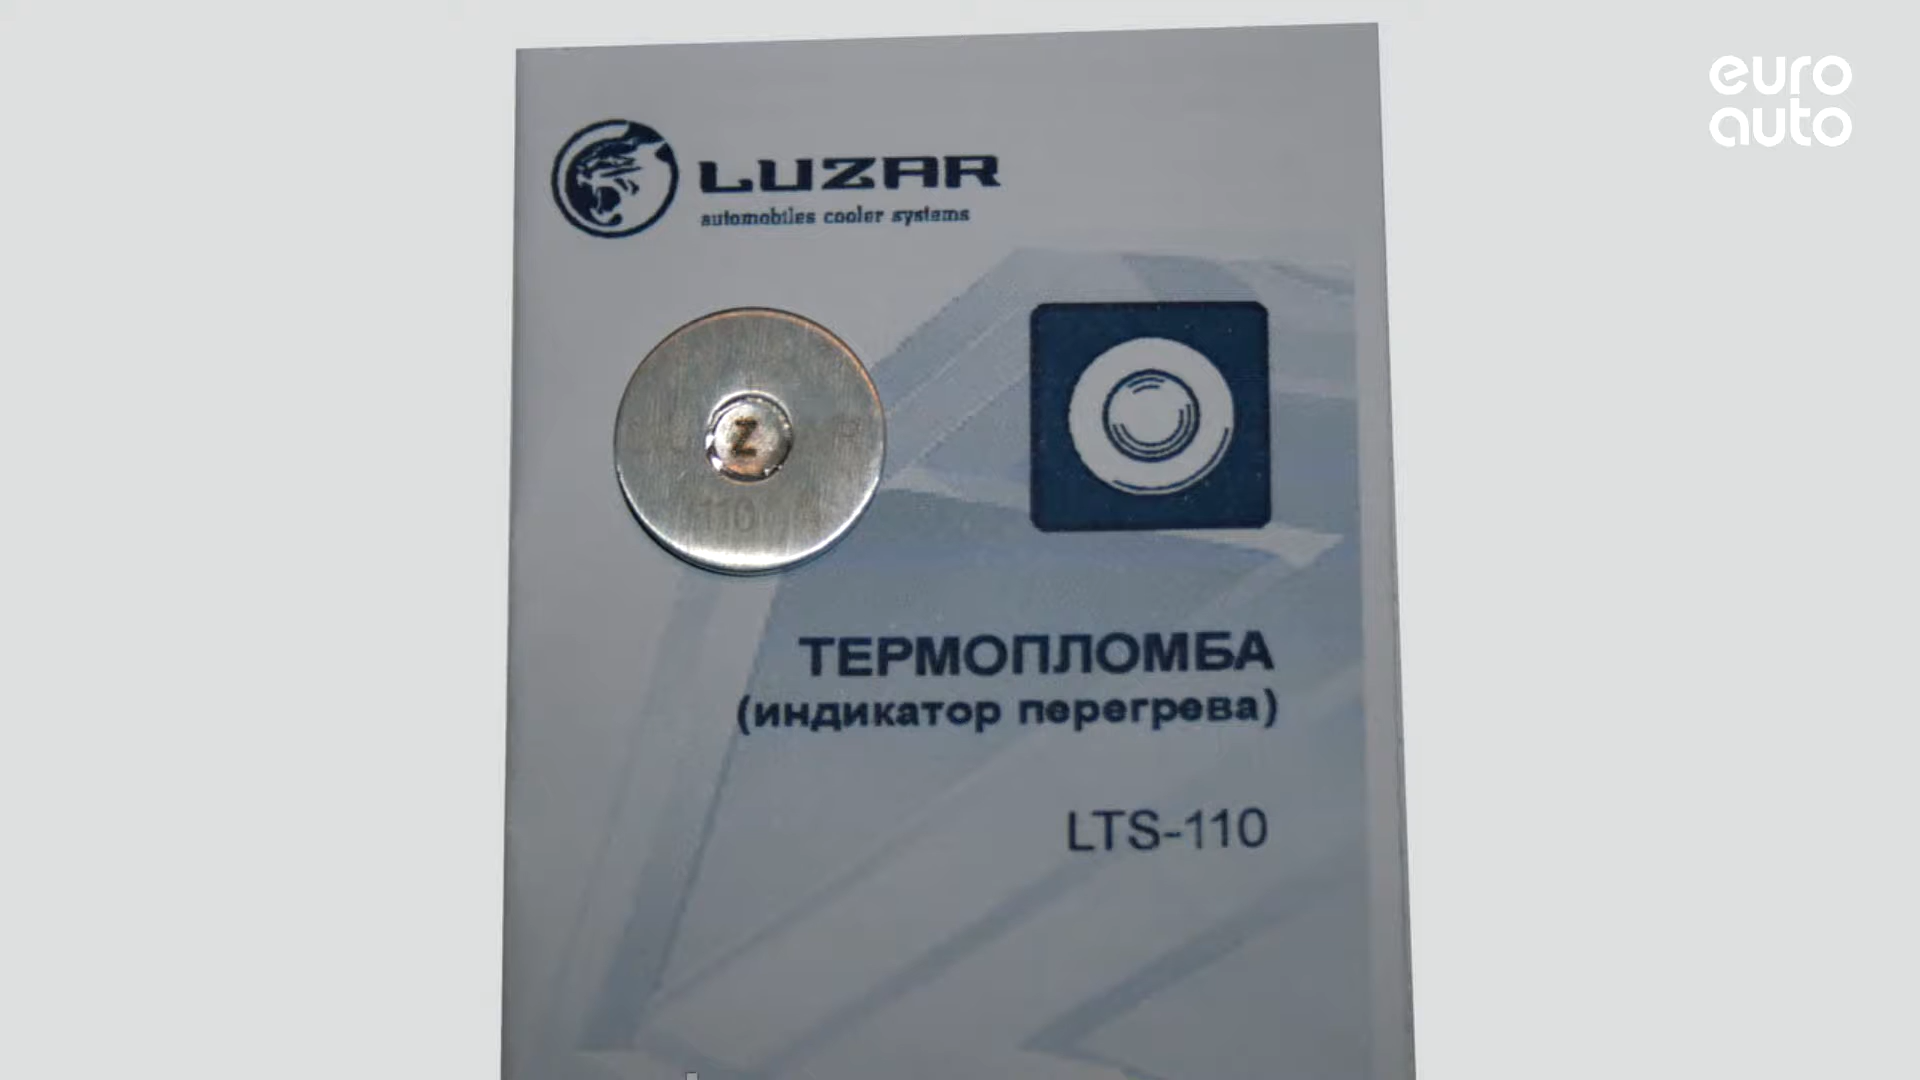 euro
auto
LUZAR
automobiles cooler systems
Z
110
ТЕРМОПЛОМБА
(индикатор перегрева)
LTS-110